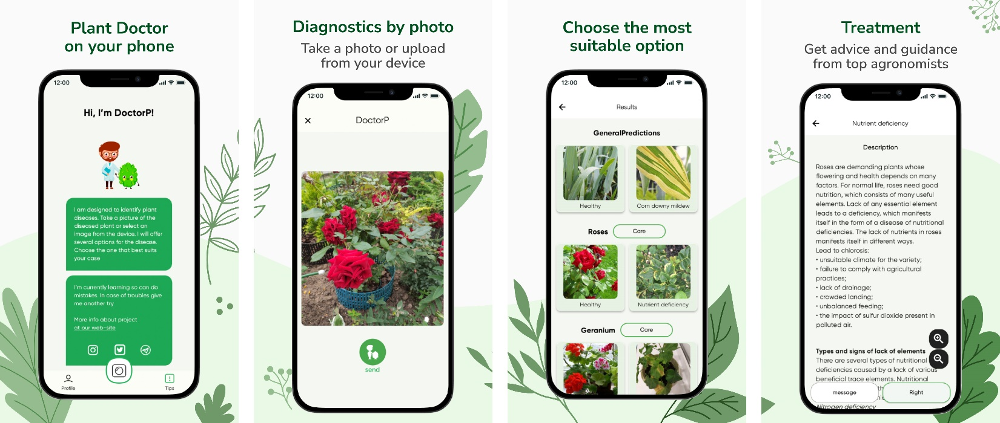 Plant Doctor
on your phone
12:00
Hi, I'm DoctorP!
I am designed to identify plant
diseases. Take a picture of the
diseased plant or select an
image from the device. I will offer
several options for the disease.
Choose the one that best suits
your case
I'm currently learning so can do
mistakes. In case of troubles give
me another try
More info about project
at our web-site
Profile
Tips
Diagnostics by photo
Take a photo or upload
from your device
12:00
DoctorP
send
Choose the most
suitable option
12:00
Results
GeneralPredictions
Healthy
Corn downy mildew
Roses
Care
Healthy
Nutrient deficiency
Geranium
Care
Treatment
Get advice and guidance
from top agronomists
12:00
Nutrient deficiency
Description
Roses are demanding plants whose
flowering and health depends on many
factors. For normal life, roses need good
nutrition, which consists of many useful
elements. Lack of any essential element
leads to a deficiency, which manifests
itself in the form of a disease of nutritional
deficiencies. The lack of nutrients in roses
manifests itself in different ways.
Lead to chlorosis:
• unsuitable climate for the variety;
• failure to comply with agricultural
practices;
• lack of drainage;
• crowded landing;
• unbalanced feeding;
• the impact of sulfur dioxide present in
polluted air.
Types and signs of lack of elements
There are several types of nutritional
deficiencies caused by a lack of various
beneficial trace elements. Nutritional
message
Right
Nitrogen deficiency